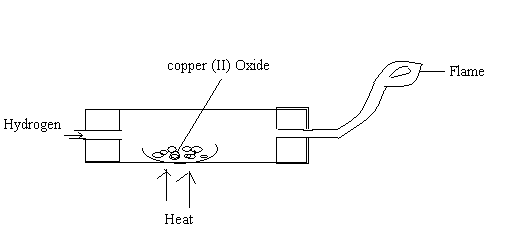 copper (II) Oxide
Flame
Hydrogen
Heat